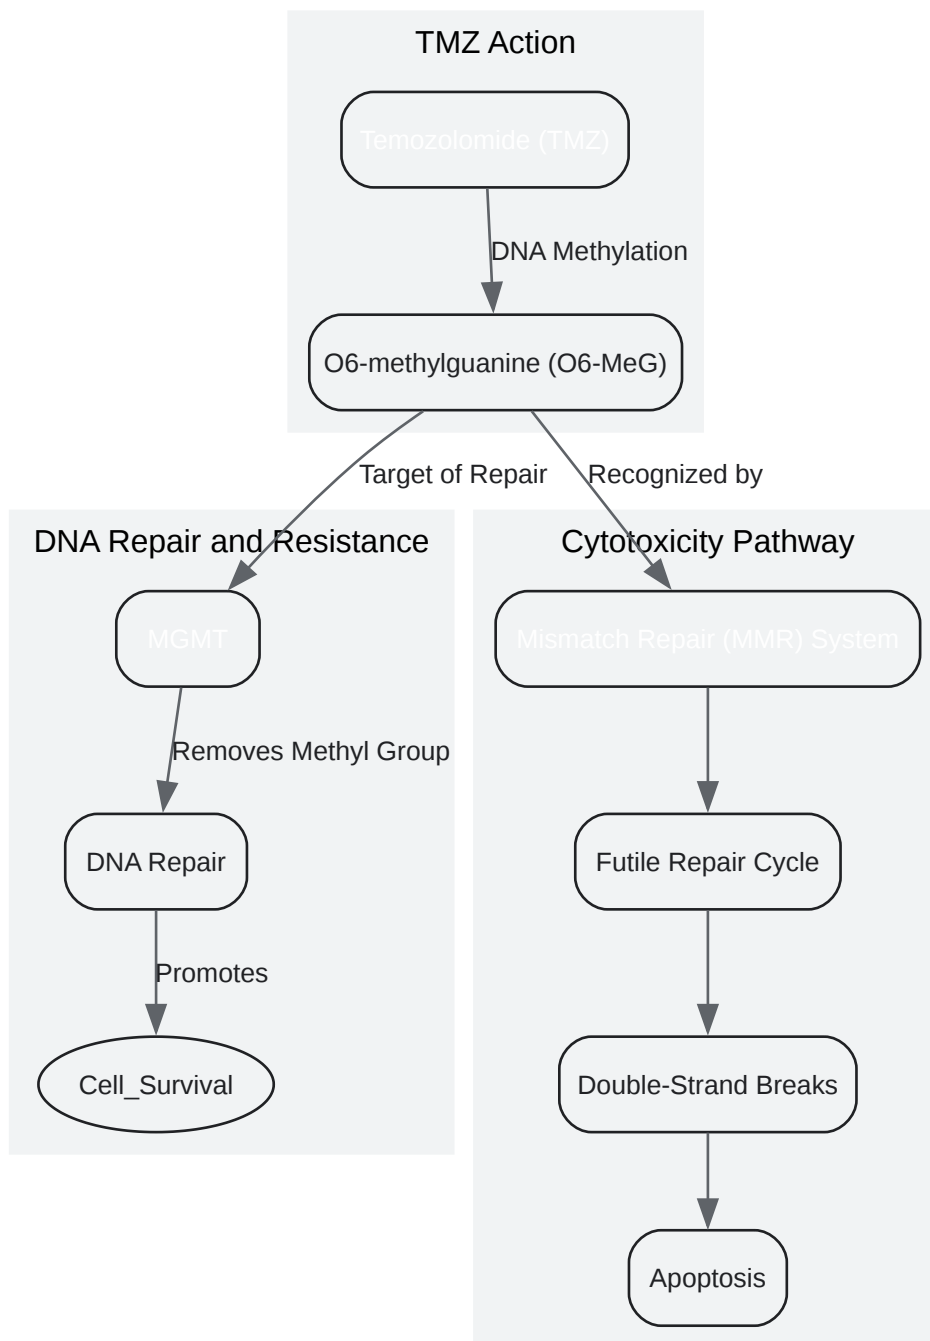 TMZ Action
Temozolomide (TMZ)
DNA Methylation
O6-methylguanine (O6-MeG)
Target of Repair
Recognized by
DNA Repair and Resistance
Cytotoxicity Pathway
MGMT
Mismatch Repair (MMR) System
Removes Methyl Group
DNA Repair
Futile Repair Cycle
Promotes
Cell_Survival
Double-Strand Breaks
Apoptosis